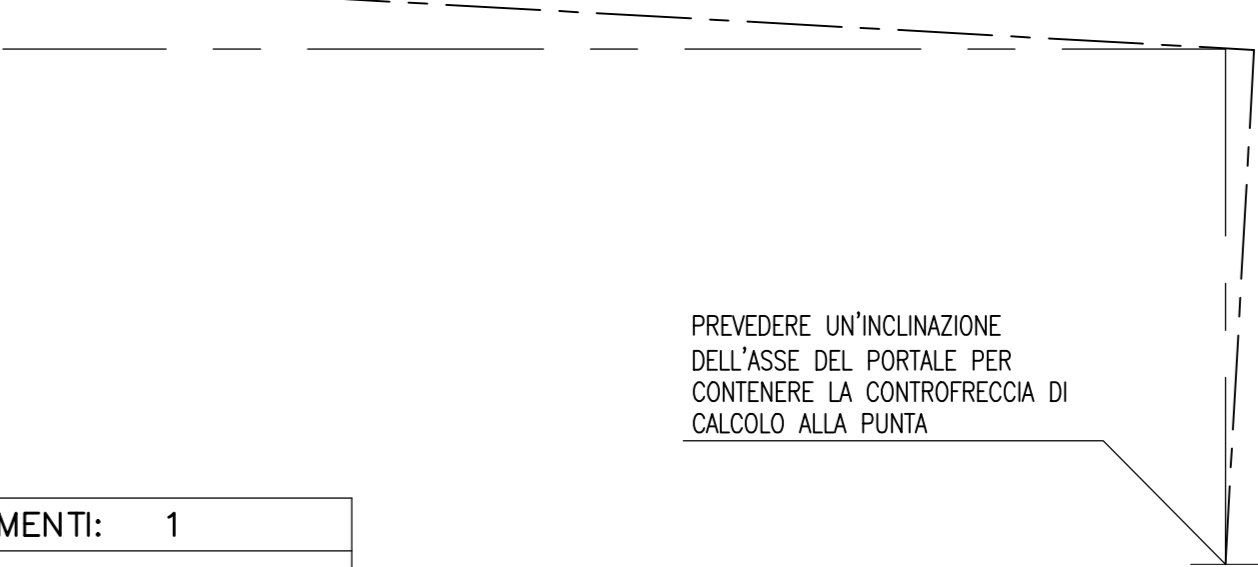 PREVEDERE UN'INCLINAZIONE
DELL'ASSE DEL PORTALE PER
CONTENERE LA CONTROFRECCIA DI
CALCOLO ALLA PUNTA
MENTI: 1